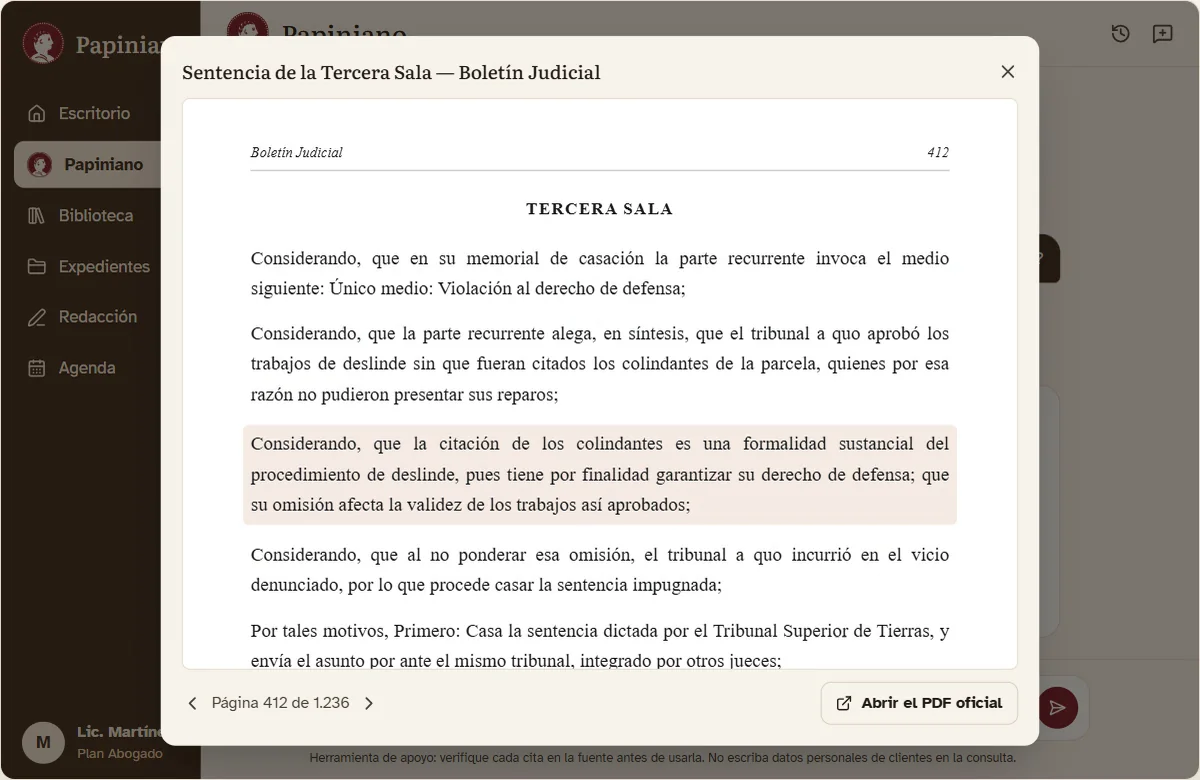 Papiniano
Sentencia de la Tercera Sala — Boletín Judicial
Escritorio
Papiniano
Biblioteca
Expedientes
Redacción
Agenda
Boletín Judicial 412
TERCERA SALA
Considerando, que en su memorial de casación la parte recurrente invoca el medio
siguiente: Único medio: Violación al derecho de defensa;
Considerando, que la parte recurrente alega, en síntesis, que el tribunal a quo aprobó los
trabajos de deslinde sin que fueran citados los colindantes de la parcela, quienes por esa
razón no pudieron presentar sus reparos;
Considerando, que la citación de los colindantes es una formalidad sustancial del
procedimiento de deslinde, pues tiene por finalidad garantizar su derecho de defensa; que
su omisión afecta la validez de los trabajos así aprobados;
Considerando, que al no ponderar esa omisión, el tribunal a quo incurrió en el vicio
denunciado, por lo que procede casar la sentencia impugnada;
Por tales motivos, Primero: Casa la sentencia dictada por el Tribunal Superior de Tierras, y
envía el asunto por ante el mismo tribunal, integrado por otros jueces;
Página 412 de 1.236
Abrir el PDF oficial
M
Lic.
Plan Abogado
Herramienta de apoyo: verifique cada cita en la fuente antes de usarla. No escriba datos personales de clientes en la consulta.